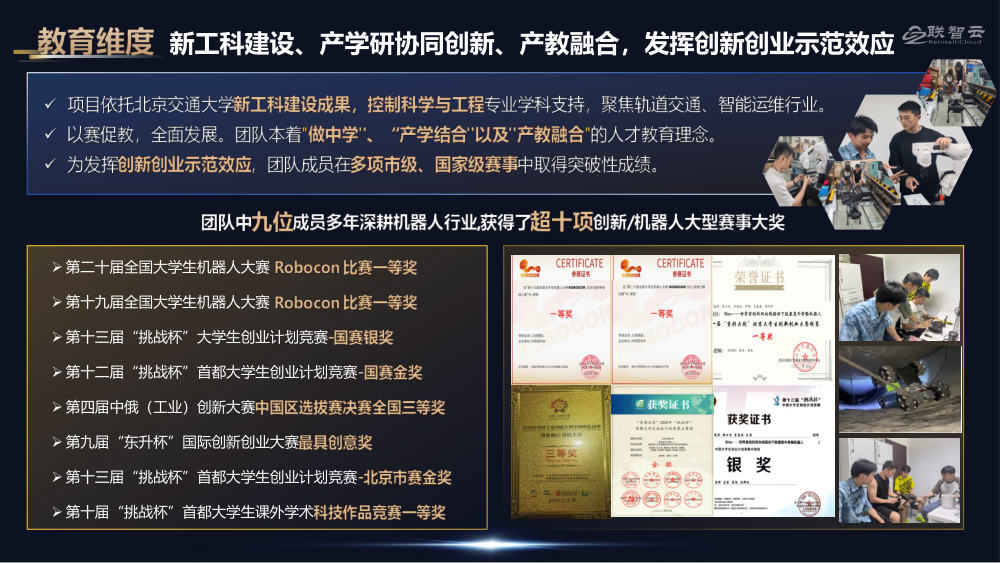 教育维度 新工科建设、产学研协同创新、产教融合，发挥创新创业示范效应
联智云
ReIntelliCloud
✓ 项目依托北京交通大学新工科建设成果，控制科学与工程专业学科支持，聚焦轨道交通、智能运维行业。
✓ 以赛促教，全面发展。团队本着"做中学"、“产学结合"以及"产教融合"的人才教育理念。
✓ 为发挥创新创业示范效应，团队成员在多项市级、国家级赛事中取得突破性成绩。
团队中九位成员多年深耕机器人行业,获得了超十项创新/机器人大型赛事大奖
➢ 第二十届全国大学生机器人大赛 Robocon 比赛一等奖
➢ 第十九届全国大学生机器人大赛 Robocon 比赛一等奖
➢ 第十三届“挑战杯”大学生创业计划竞赛-国赛银奖
➢ 第十二届“挑战杯”首都大学生创业计划竞赛-国赛金奖
➢ 第四届中俄（工业）创新大赛中国区选拔赛决赛全国三等奖
➢ 第九届“东升杯”国际创新创业大赛最具创意奖
➢ 第十三届“挑战杯”首都大学生创业计划竞赛-北京市赛金奖
➢ 第十届“挑战杯”首都大学生课外学术科技作品竞赛一等奖
ROBOCON
CERTIFICATE
参赛证书
一等奖
ROBOCON
CERTIFICATE
参赛证书
一等奖
荣誉证书
一等奖
三等奖
获奖证书
金奖
获奖证书
银奖